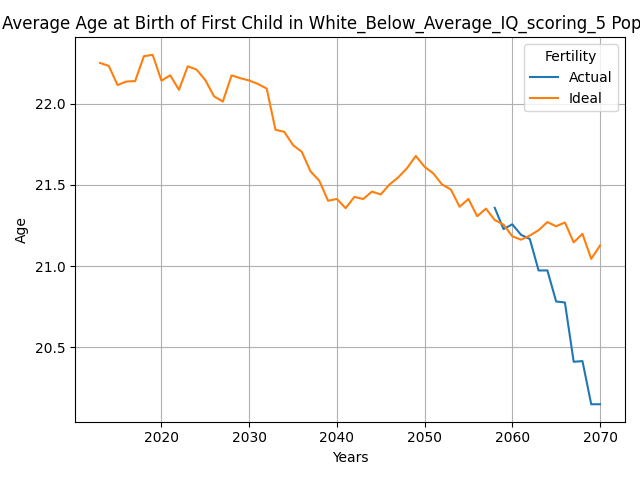 Average Age at Birth of First Child in White_Below_Average_IQ_scoring_5 Pop
Fertility
Actual
Ideal
22.0
21.5
21.0
20.5
Age
2020 2030 2040 2050 2060 2070
Years